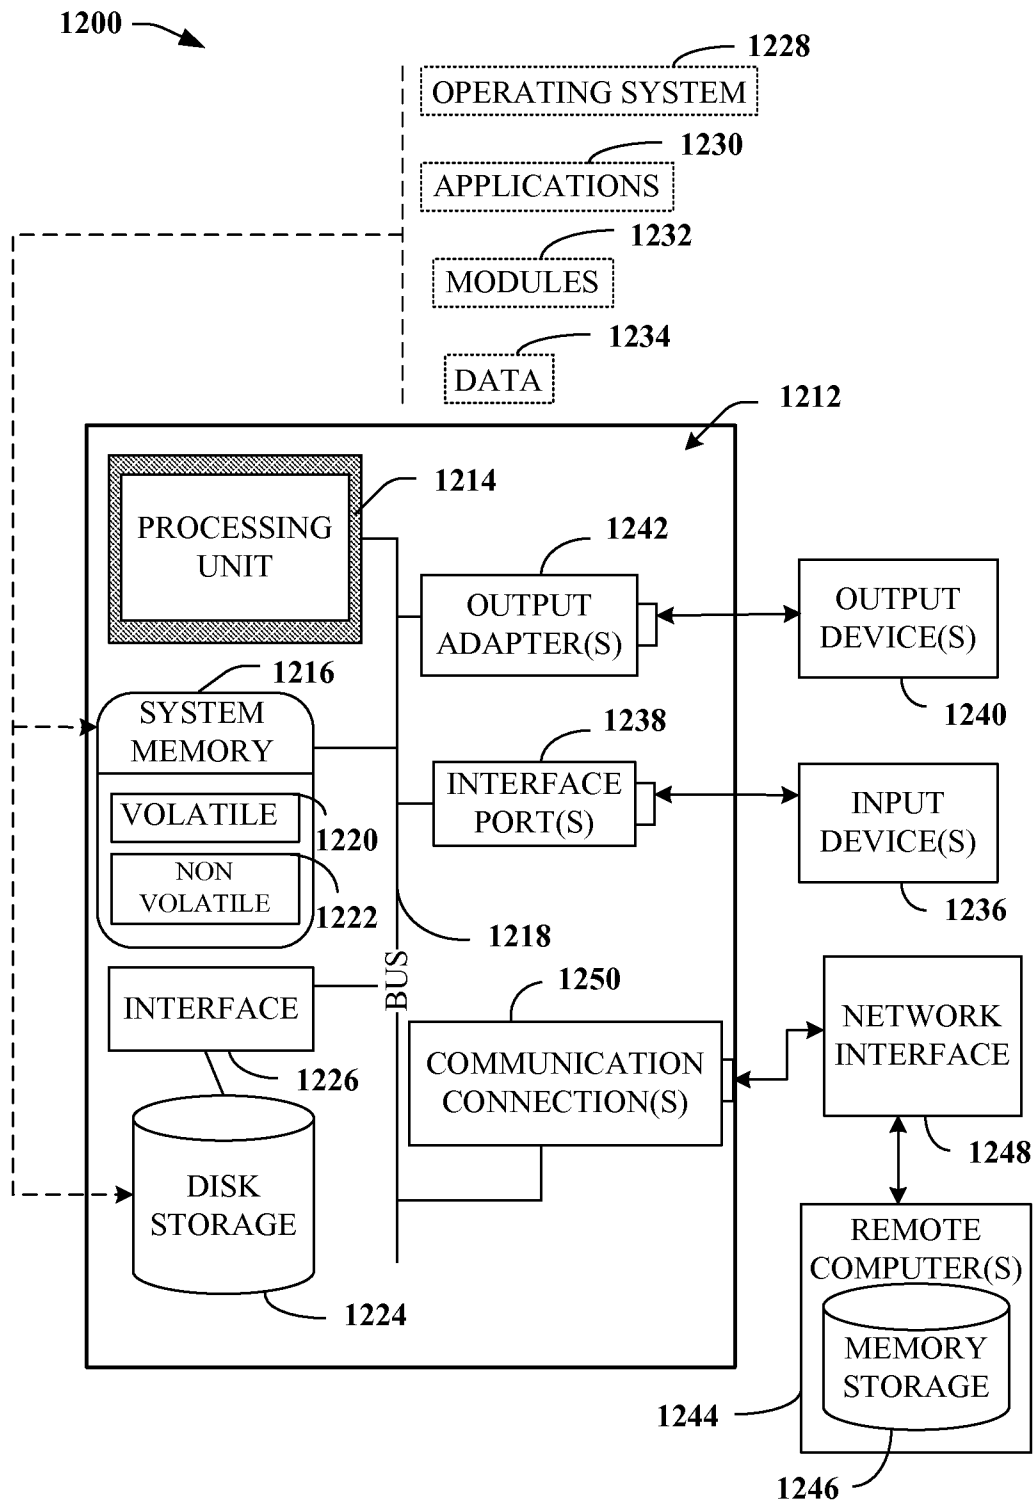 1200
1228
OPERATING SYSTEM
1230
APPLICATIONS
1232
MODULES
1234
DATA
1212
1214
PROCESSING
UNIT
1242
OUTPUT
ADAPTER(S)
OUTPUT
DEVICE(S)
1240
1216
SYSTEM
MEMORY
1238
INTERFACE
PORT(S)
INPUT
DEVICE(S)
1236
VOLATILE
1220
NON
VOLATILE
1222
1218
BUS
INTERFACE
1226
1250
COMMUNICATION
CONNECTION(S)
NETWORK
INTERFACE
1248
DISK
STORAGE
1224
REMOTE
COMPUTER(S)
MEMORY
STORAGE
1244
1246